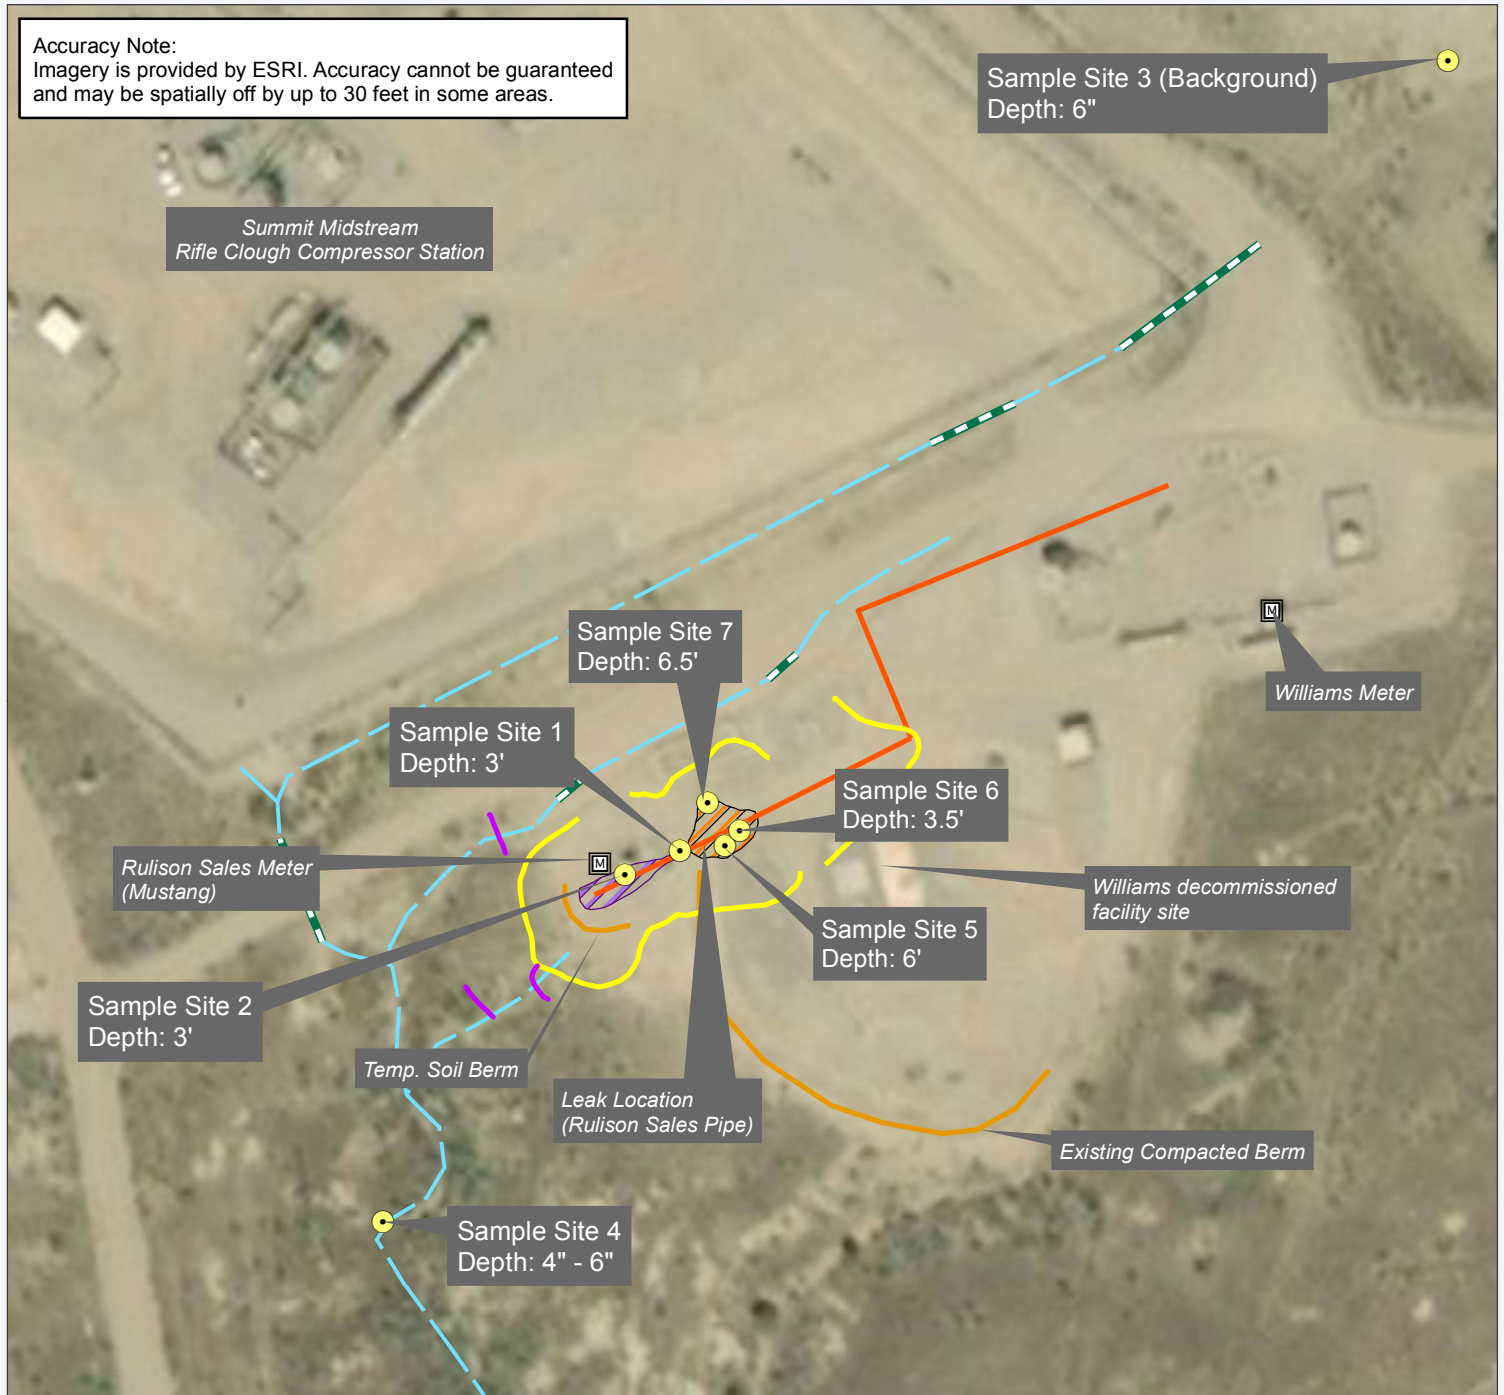 Accuracy Note:
Imagery is provided by ESRI. Accuracy cannot be guaranteed
and may be spatially off by up to 30 feet in some areas.
Sample Site 3 (Background)
Depth: 6"
Summit Midstream
Rifle Clough Compressor Station
Sample Site 7
Depth: 6.5'
M
Williams Meter
Sample Site 1
Depth: 3'
Sample Site 6
Depth: 3.5'
M
Rulison Sales Meter
(Mustang)
Williams decommissioned
facility site
Sample Site 5
Depth: 6'
Sample Site 2
Depth: 3'
Temp. Soil Berm
Leak Location
(Rulison Sales Pipe)
Existing Compacted Berm
Sample Site 4
Depth: 4" - 6"